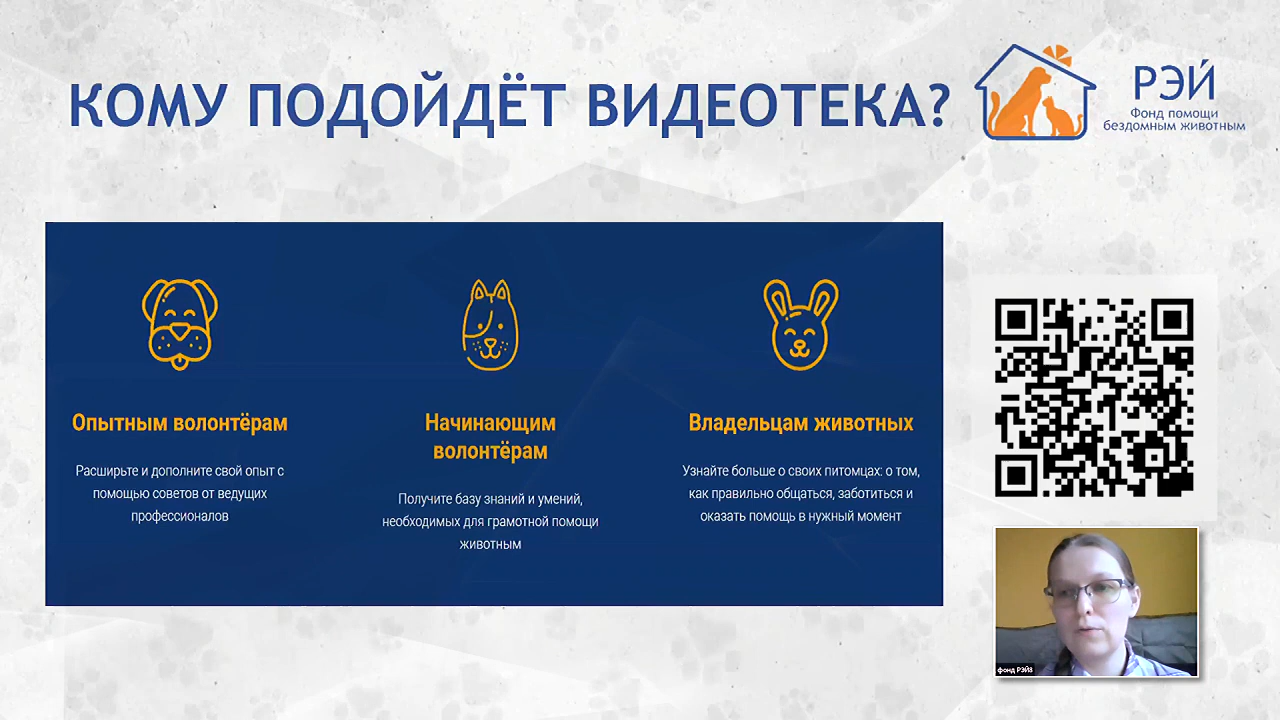 КОМУ ПОДОЙДЁТ ВИДЕОТЕКА?
РЭЙ
Фонд помощи
бездомным животным
Опытным волонтёрам
Расширьте и дополните свой опыт с
помощью советов от ведущих
профессионалов
Начинающим
волонтёрам
Получите базу знаний и умений,
необходимых для грамотной помощи
животным
Владельцам животных
Узнайте больше о своих питомцах: о том,
как правильно общаться, заботиться и
оказать помощь в нужный момент
фонд РЭЙ3